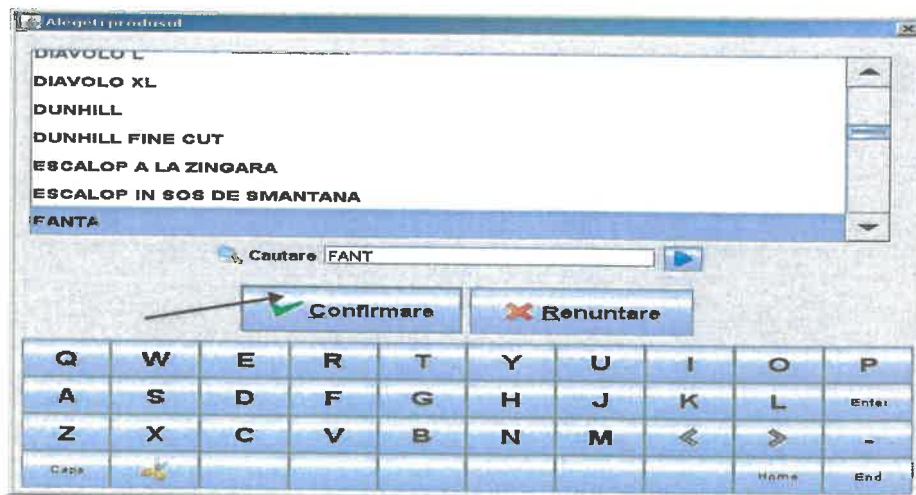 Alegeti produsul
DIAVOLO L
DIAVOLO XL
DUNHILL
DUNHILL FINE CUT
ESCALOP A LA ZINGARA
ESCALOP IN SOS DE SMANTANA
FANTA
Cautare FANT
Confirmare Renuntare
Q W E R T Y U I O P
A S D F G H J K L Enter
Z X C V B N M « » -
Caps Home End